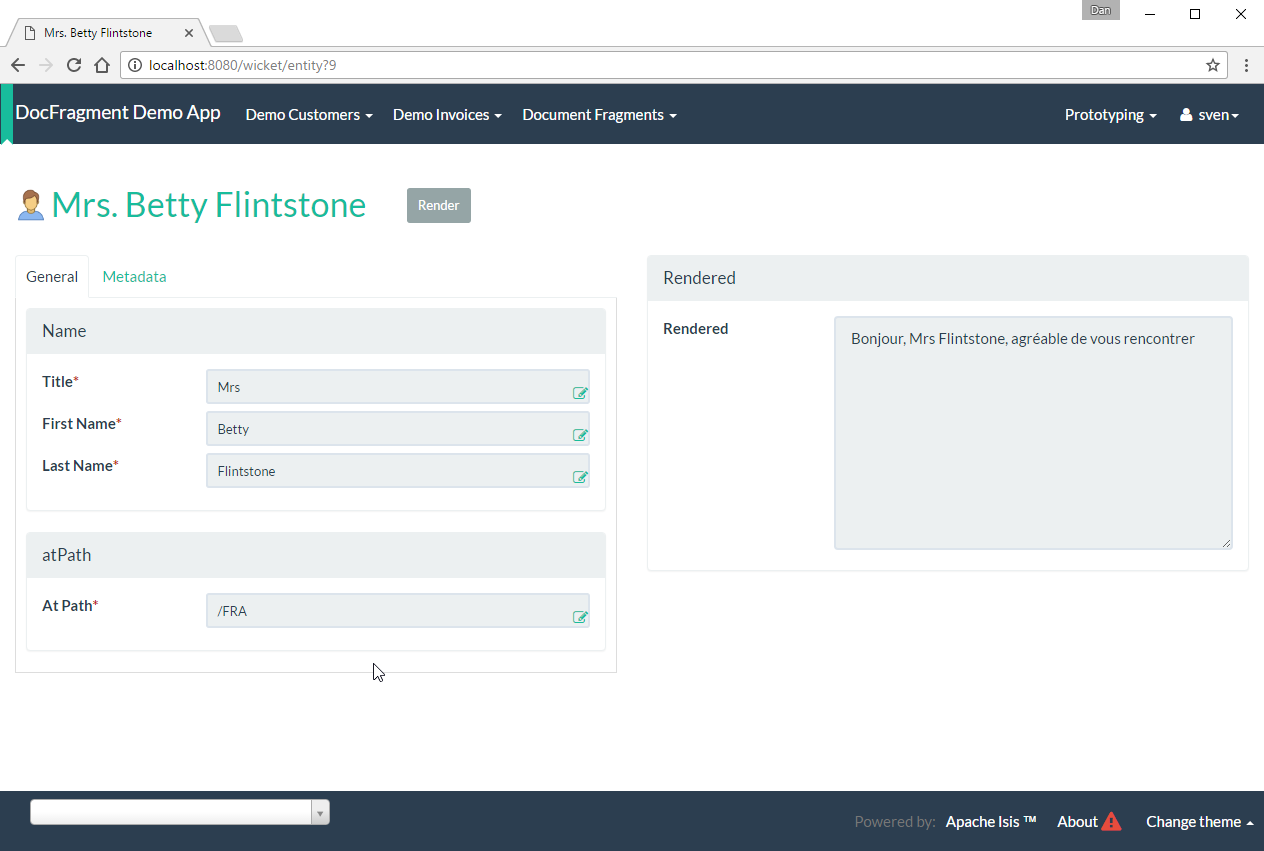 Dan
Mrs. Betty Flintstone
localhost:8080/wicket/entity?9
DocFragment Demo App Demo Customers Demo Invoices Document Fragments Prototyping sven
Mrs. Betty Flintstone Render
General Metadata
Name
Title* Mrs
First Name* Betty
Last Name* Flintstone
atPath
At Path* /FRA
Rendered
Rendered Bonjour, Mrs Flintstone, agréable de vous rencontrer
Powered by: Apache Isis ™ About Change theme